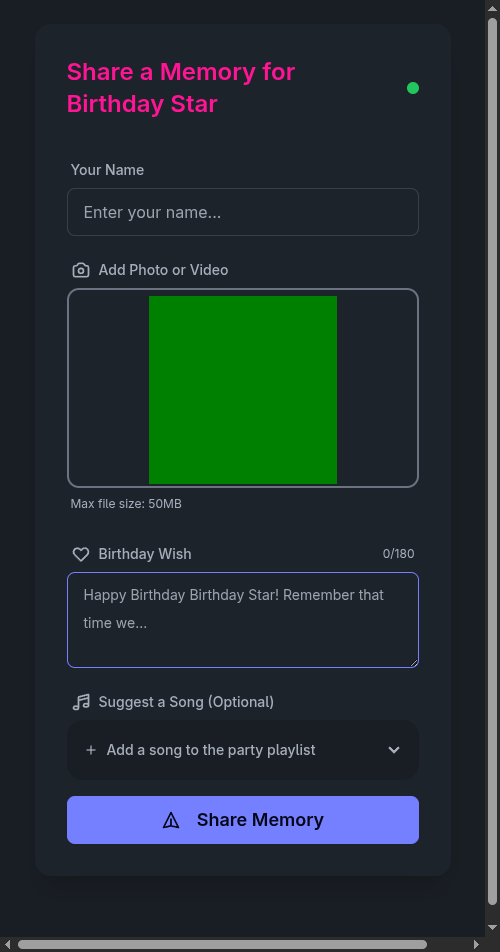 Share a Memory for
Birthday Star
Your Name
Enter your name...
Add Photo or Video
Max file size: 50MB
Birthday Wish
0/180
Happy Birthday Birthday Star! Remember that
time we...
Suggest a Song (Optional)
+ Add a song to the party playlist
Share Memory